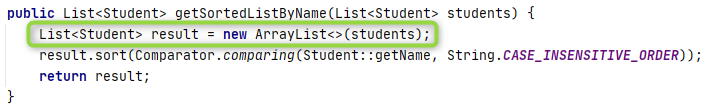 public List<Student> getSortedListByName(List<Student> students) {
List<Student> result = new ArrayList<>(students);
result.sort(Comparator.comparing(Student::getName, String.CASE_INSENSITIVE_ORDER));
return result;
}